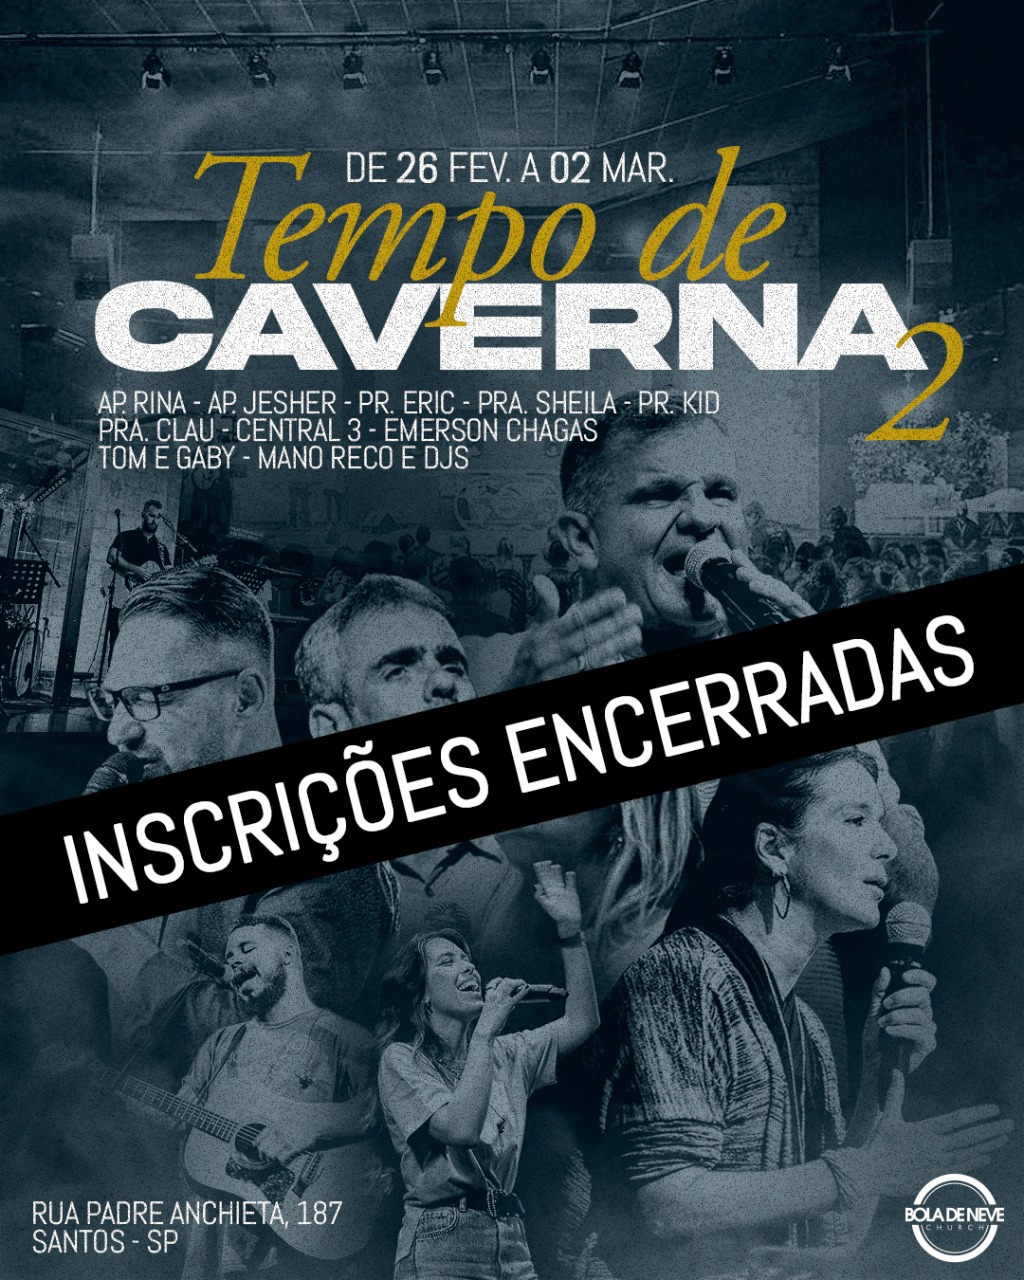 DE 26 FEV. A 02 MAR.
Tempo de
CAVERNA
2
AP. RINA - AP. JESHER - PR. ERIC - PRA. SHEILA - PR. KID
PRA. CLAU - CENTRAL 3 - EMERSON CHAGAS
TOM E GABY - MANO RECO E DJS
INSCRIÇÕES ENCERRADAS
RUA PADRE ANCHIETA, 187
SANTOS - SP
BOLA DE NEVE
CHURCH